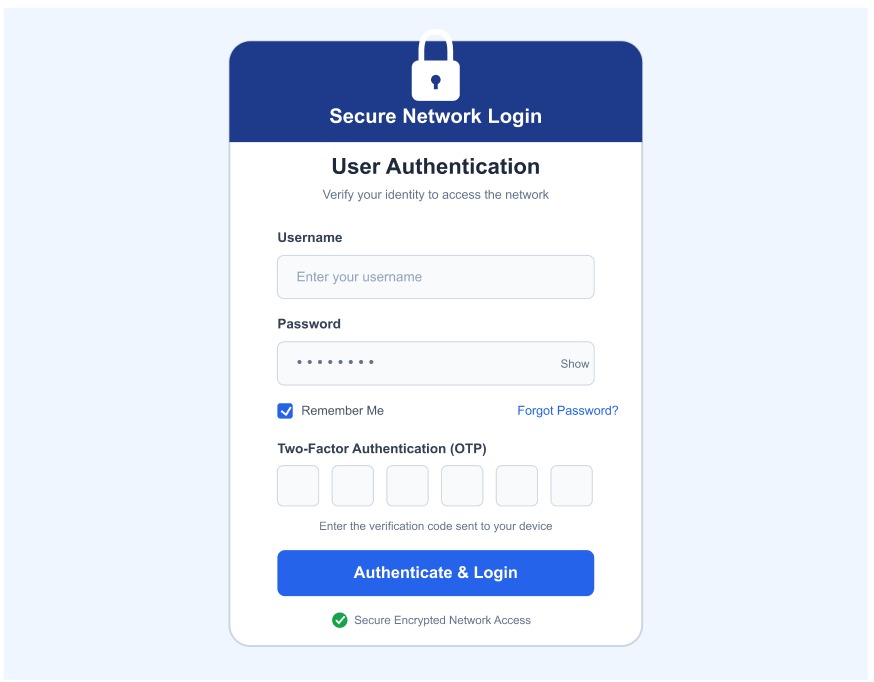 Secure Network Login
User Authentication
Verify your identity to access the network
Username
Enter your username
Password
•••••••• Show
Remember Me Forgot Password?
Two-Factor Authentication (OTP)
Enter the verification code sent to your device
Authenticate & Login
Secure Encrypted Network Access